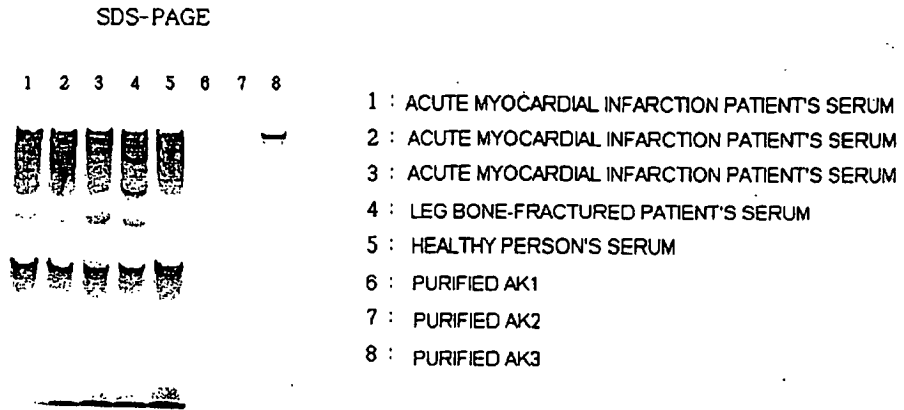 SDS-PAGE
1 2 3 4 5 6 7 8
1 : ACUTE MYOCARDIAL INFARCTION PATIENT'S SERUM
2 : ACUTE MYOCARDIAL INFARCTION PATIENT'S SERUM
3 : ACUTE MYOCARDIAL INFARCTION PATIENT'S SERUM
4 : LEG BONE-FRACTURED PATIENT'S SERUM
5 : HEALTHY PERSON'S SERUM
6 : PURIFIED AK1
7 : PURIFIED AK2
8 : PURIFIED AK3